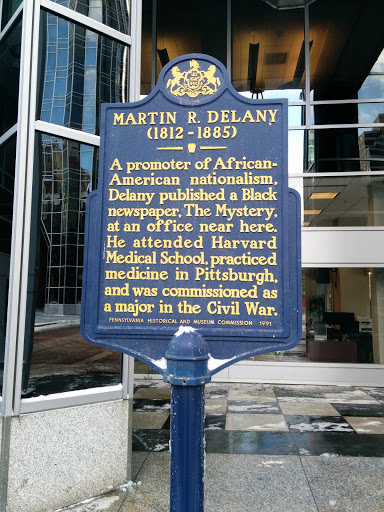 MARTIN R. DELANY
(1812-1885)
A promoter of African-
American nationalism,
Delany published a Black
newspaper, The Mystery,
at an office near here.
He attended Harvard
Medical School, practiced
medicine in Pittsburgh,
and was commissioned as
a major in the Civil War.
PENNSYLVANIA HISTORICAL AND MUSEUM COMMISSION 1991